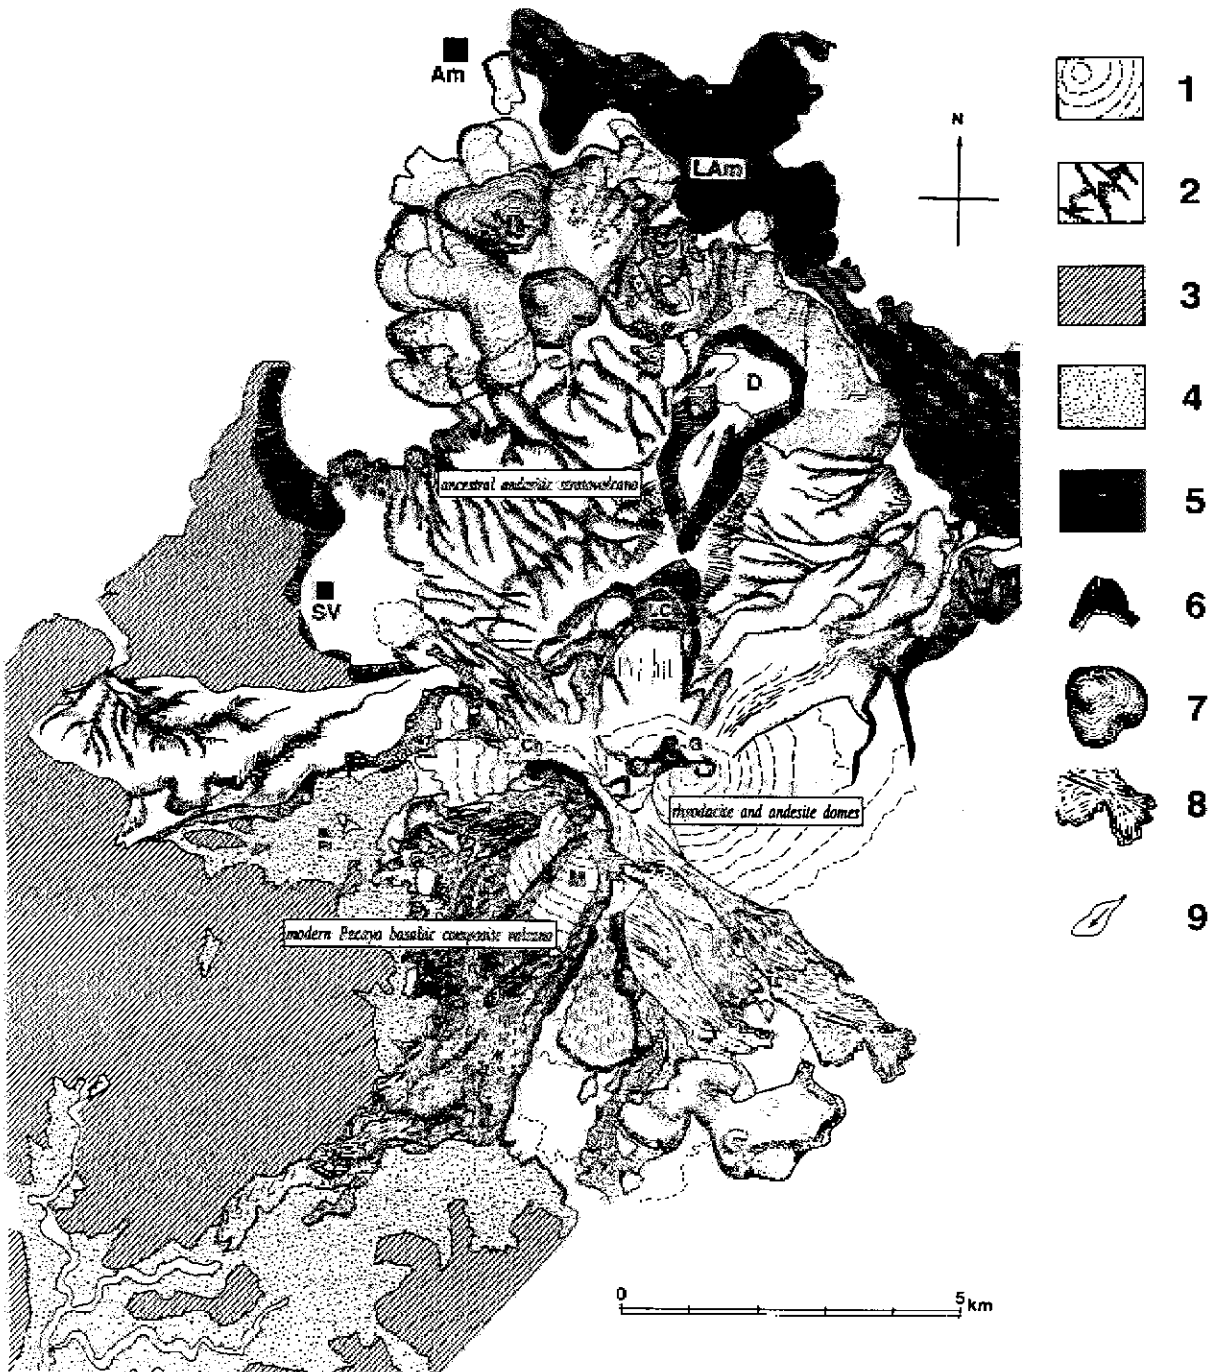 Am
1
N
LAm
2
3
D
4
ancestral andesitic stratovolcano
5
SV
LC
6
7
Ch
rhyodacite and andesite domes
8
M
9
modern Pacaya basaltic composite volcano
0
5 km